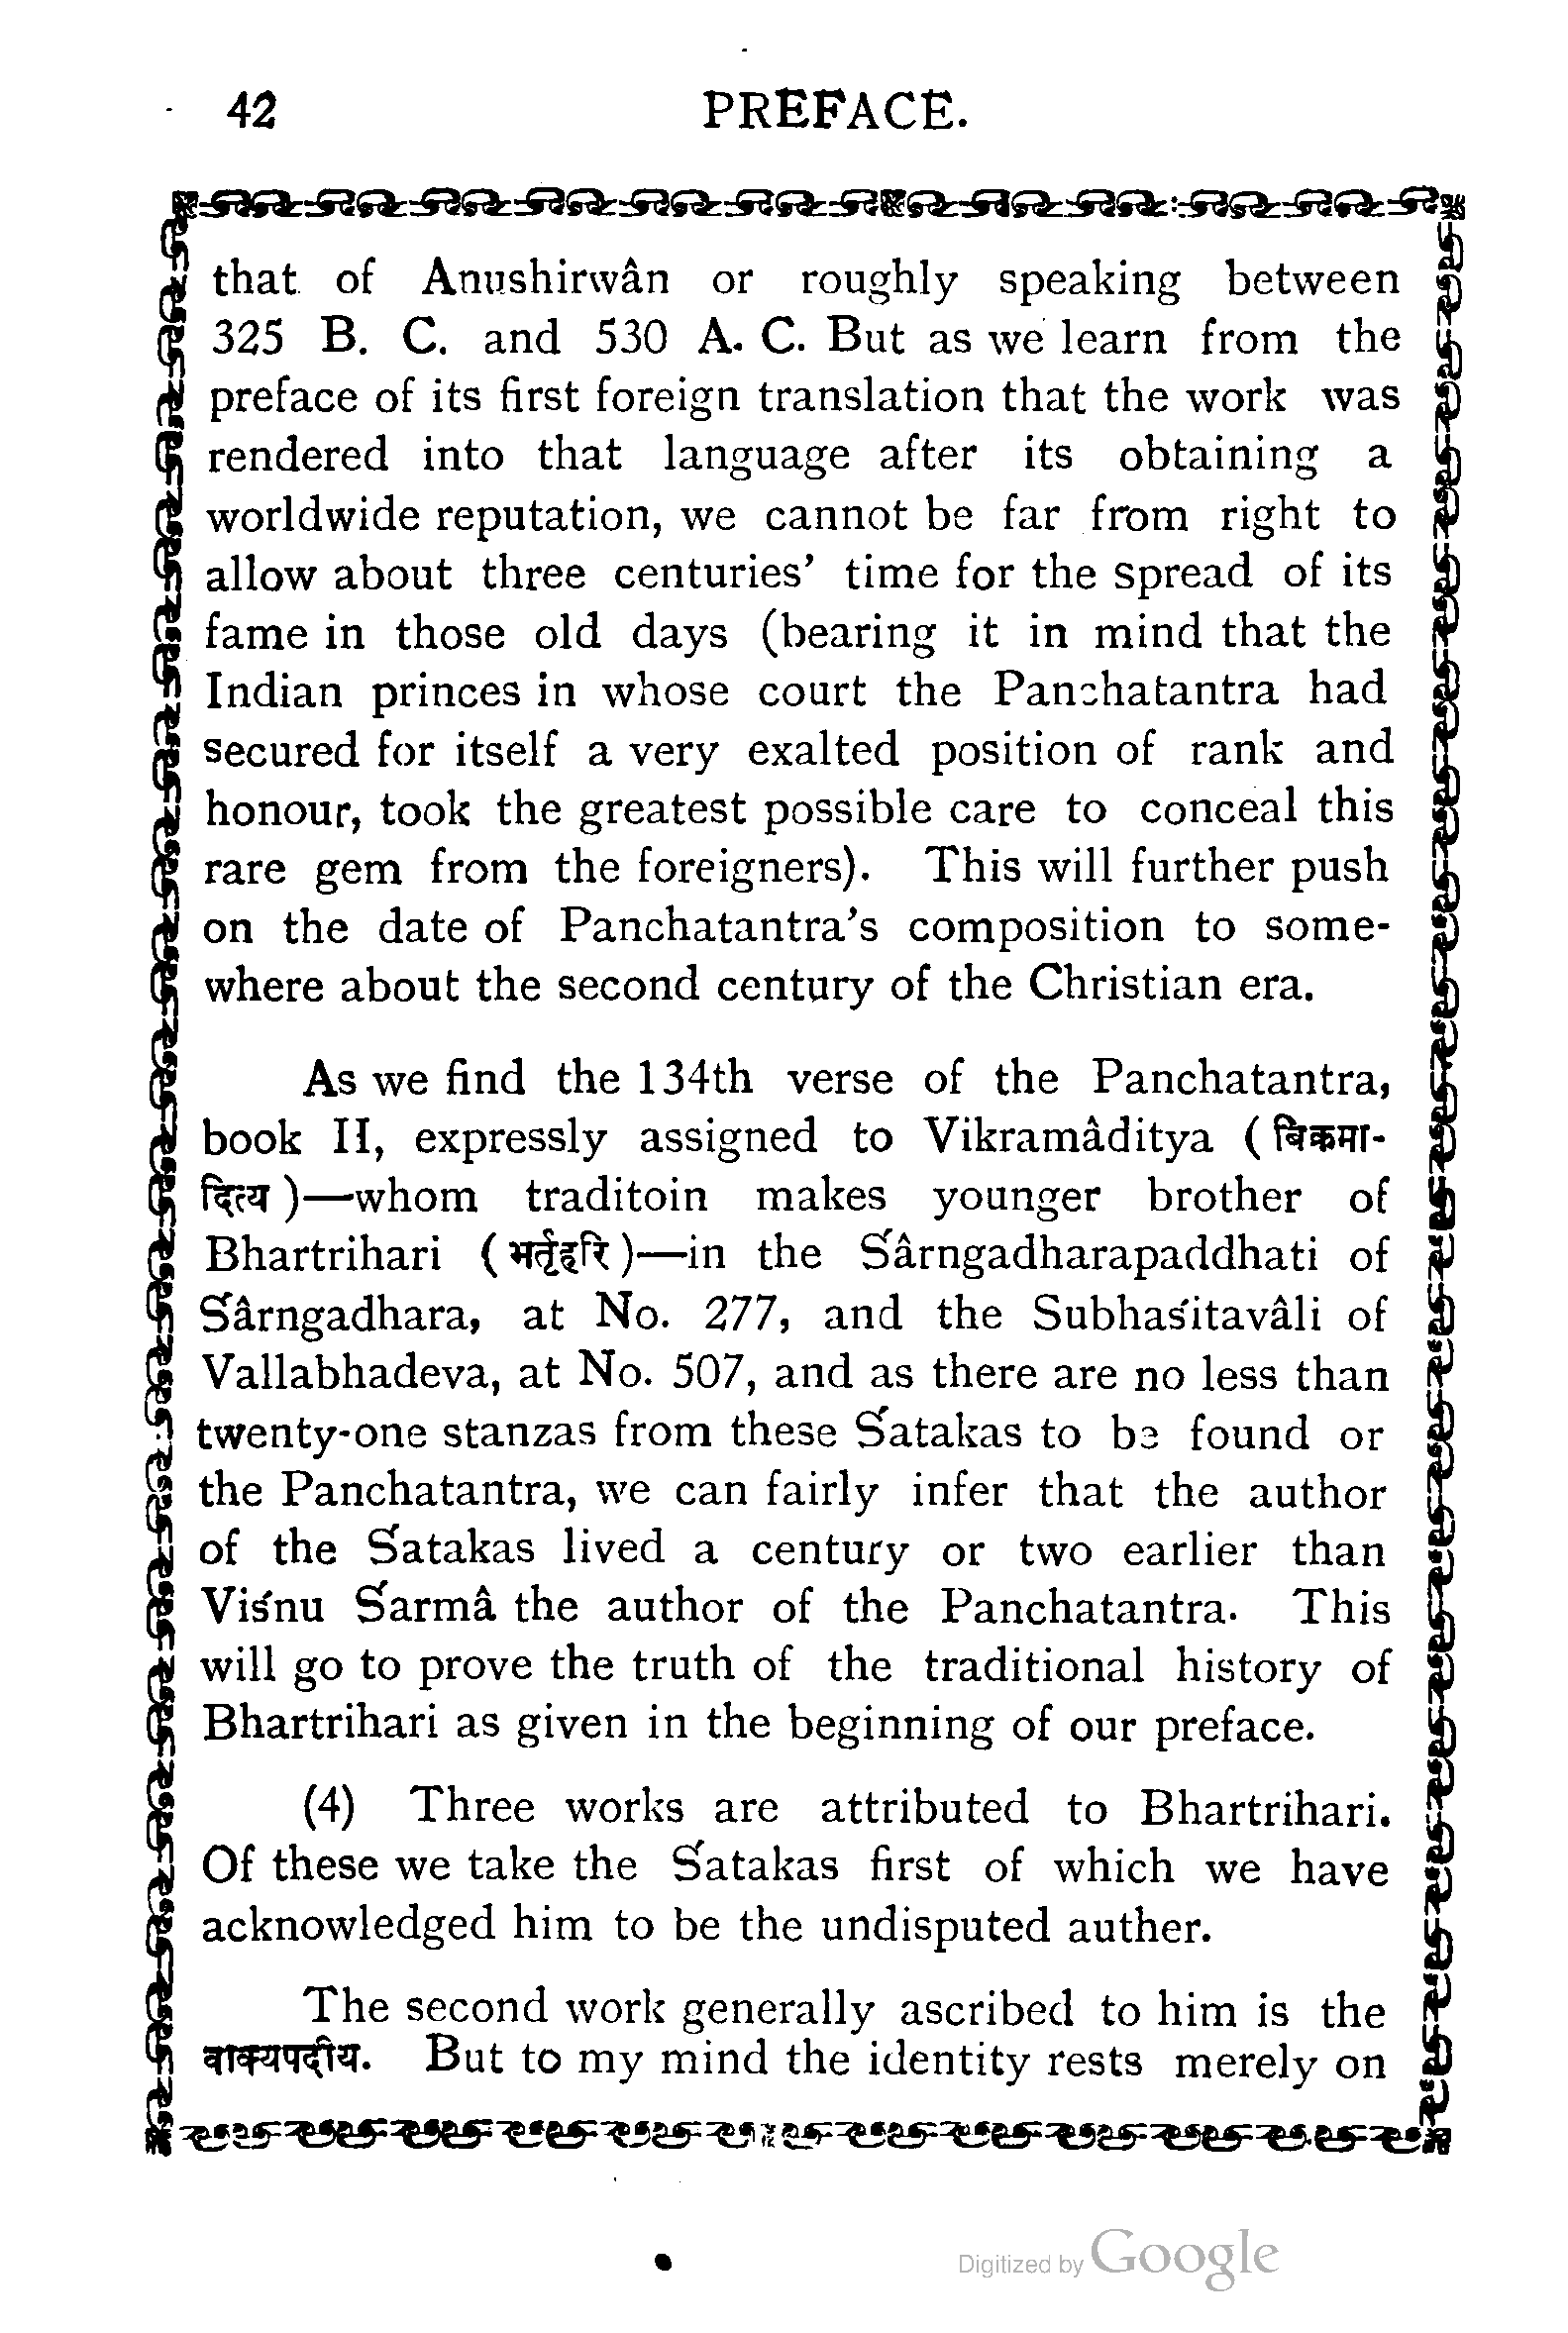 42 PREFACE.
that of Anushirwân or roughly speaking between
325 B. C. and 530 A. C. But as we learn from the
preface of its first foreign translation that the work was
rendered into that language after its obtaining a
worldwide reputation, we cannot be far from right to
allow about three centuries’ time for the spread of its
fame in those old days (bearing it in mind that the
Indian princes in whose court the Panchatantra had
secured for itself a very exalted position of rank and
honour, took the greatest possible care to conceal this
rare gem from the foreigners). This will further push
on the date of Panchatantra’s composition to some-
where about the second century of the Christian era.
As we find the 134th verse of the Panchatantra,
book II, expressly assigned to Vikramâditya ( विक्रमा-
दित्य )—whom traditoin makes younger brother of
Bhartrihari ( भर्तृहरि )—in the S´ârngadharapaddhati of
S´ârngadhara, at No. 277, and the Subhas´itavâli of
Vallabhadeva, at No. 507, and as there are no less than
twenty-one stanzas from these S´atakas to be found or
the Panchatantra, we can fairly infer that the author
of the S´atakas lived a century or two earlier than
Vis´nu S´armâ the author of the Panchatantra. This
will go to prove the truth of the traditional history of
Bhartrihari as given in the beginning of our preface.
(4) Three works are attributed to Bhartrihari.
Of these we take the S´atakas first of which we have
acknowledged him to be the undisputed auther.
The second work generally ascribed to him is the
वाक्यपदीय. But to my mind the identity rests merely on
Digitized by Google